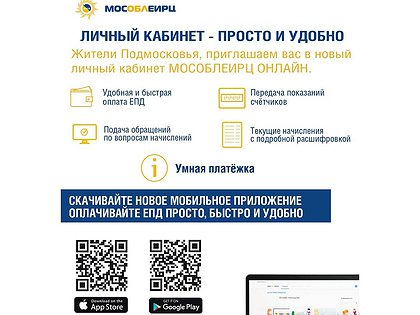 МОСОБЛЕИРЦ
ЛИЧНЫЙ КАБИНЕТ - ПРОСТО И УДОБНО
Жители Подмосковья, приглашаем вас в новый
личный кабинет МОСОБЛЕИРЦ ОНЛАЙН.
Удобная и быстрая
оплата ЕПД
Передача показаний
счётчиков
Подача обращений
по вопросам начислений
Текущие начисления
с подробной расшифровкой
Умная платёжка
СКАЧИВАЙТЕ НОВОЕ МОБИЛЬНОЕ ПРИЛОЖЕНИЕ
ОПЛАЧИВАЙТЕ ЕПД ПРОСТО, БЫСТРО И УДОБНО
Download on the
App Store
GET IT ON
Google Play